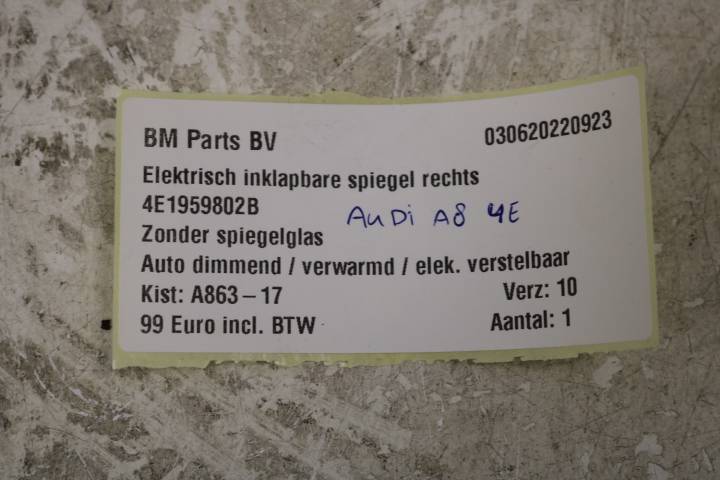 BM Parts BV 030620220923
Elektrisch inklapbare spiegel rechts
4E1959802B AuDi A8 4E
Zonder spiegelglas
Auto dimmend / verwarmd / elek. verstelbaar
Kist: A863-17 Verz: 10
99 Euro incl. BTW Aantal: 1